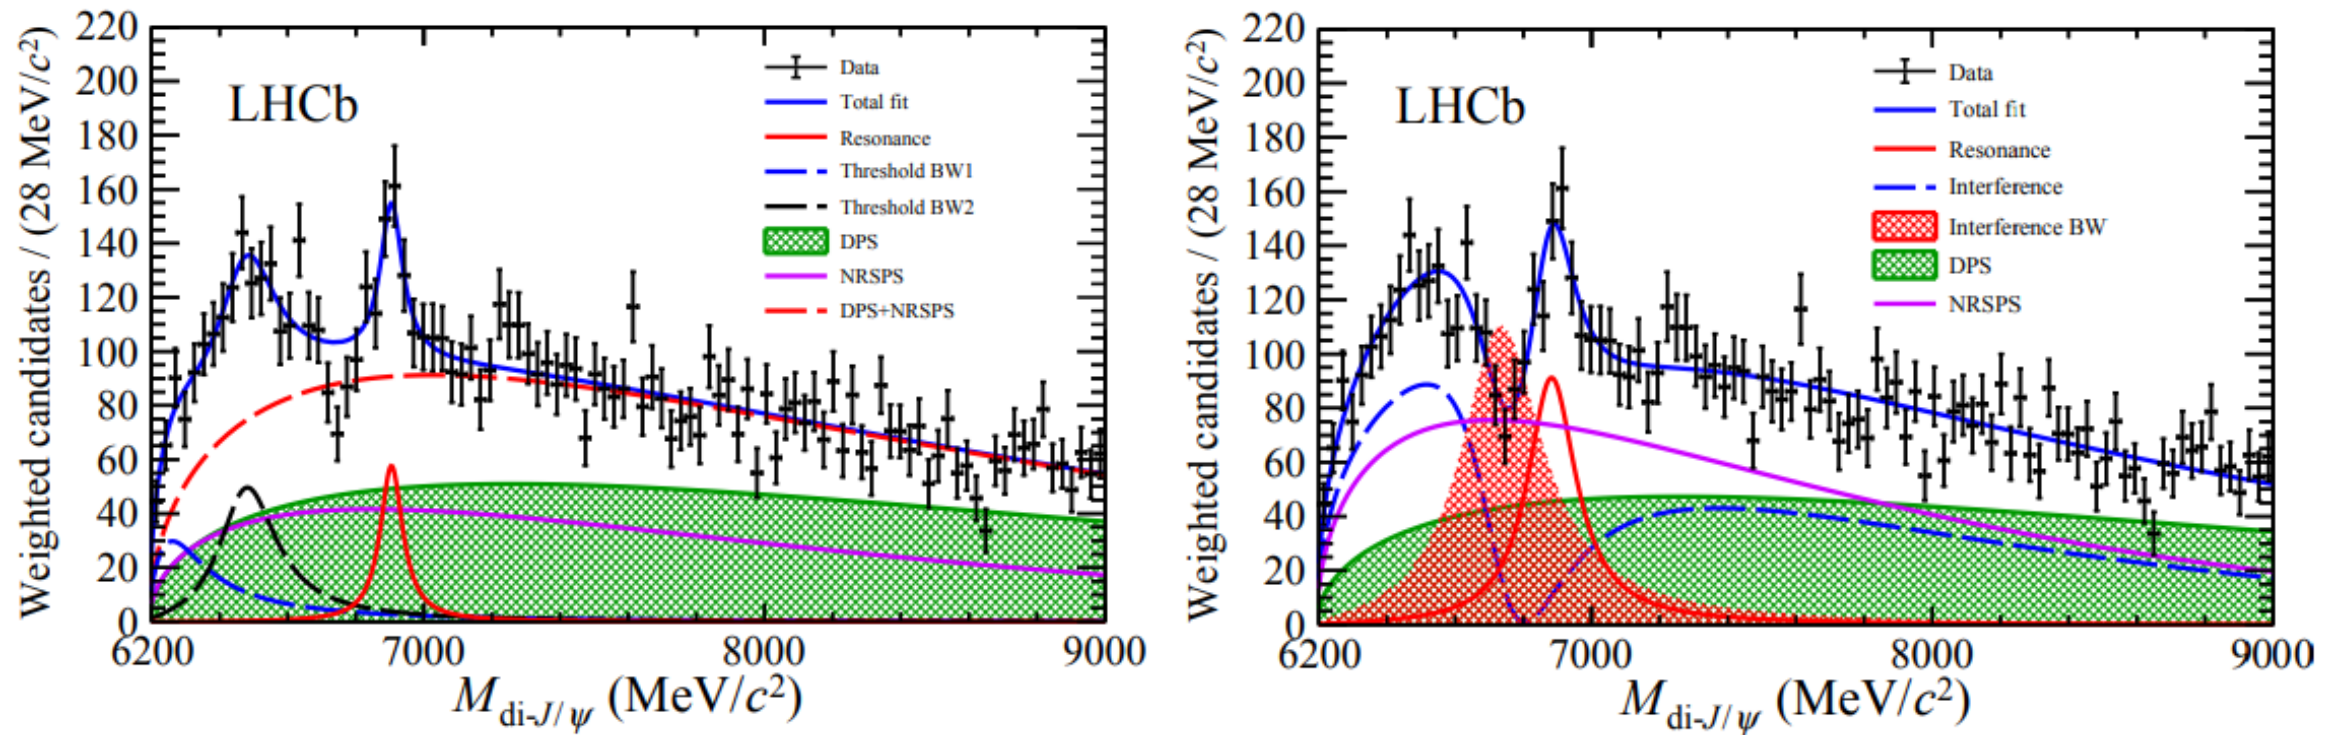 Weighted candidates / (28 MeV/c²)
220
200
180
160
140
120
100
80
60
40
20
0
LHCb
Data
Total fit
Resonance
Threshold BW1
Threshold BW2
DPS
NRSPS
DPS+NRSPS
6200 7000 8000 9000
M di-J/ψ (MeV/c²)
Weighted candidates / (28 MeV/c²)
220
200
180
160
140
120
100
80
60
40
20
0
LHCb
Data
Total fit
Resonance
Interference
Interference BW
DPS
NRSPS
6200 7000 8000 9000
M di-J/ψ (MeV/c²)